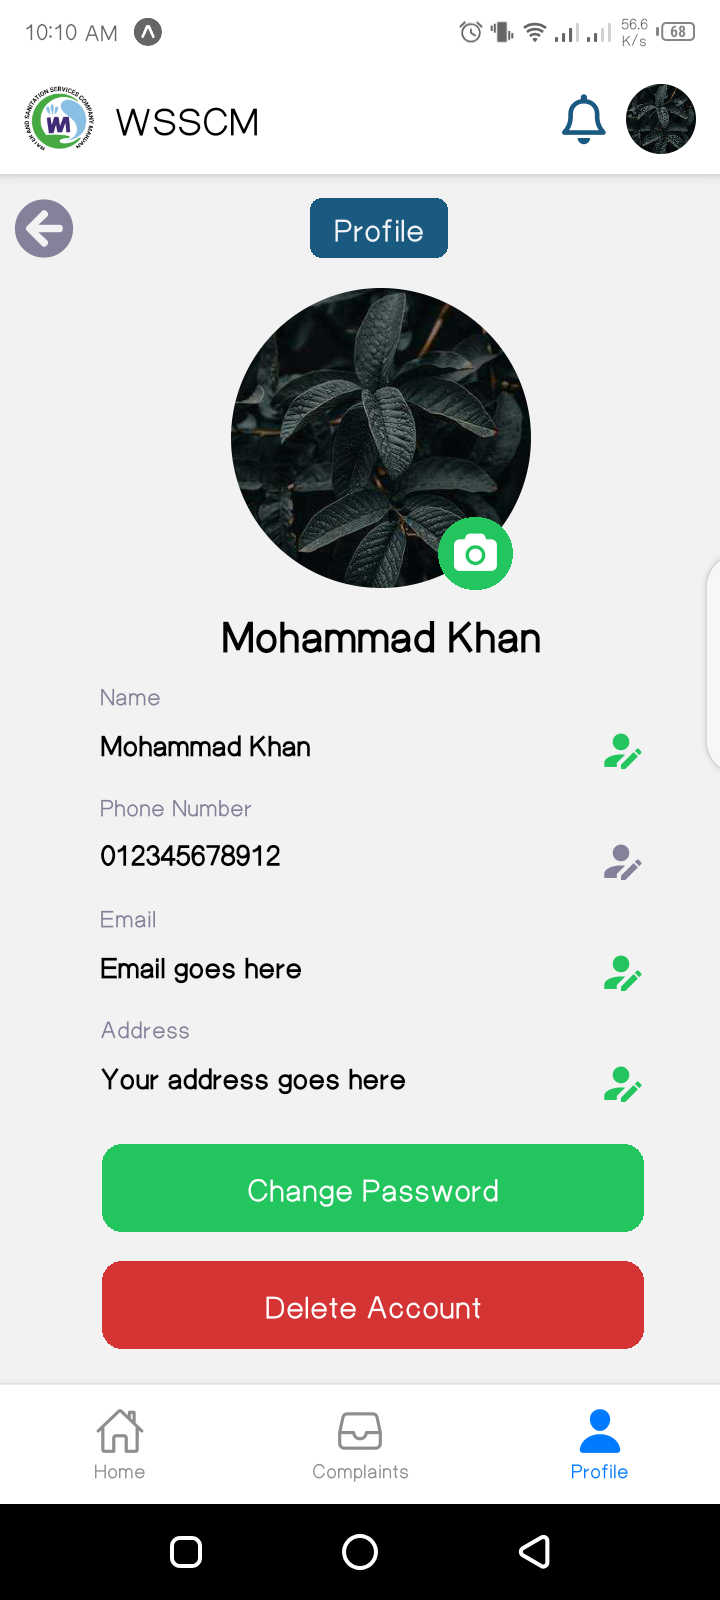 10:10 AM
56.6
K/s
68
WATER AND SANITATION SERVICES COMPANY MARDAN
WM
WSSCM
Profile
Mohammad Khan
Name
Mohammad Khan
Phone Number
012345678912
Email
Email goes here
Address
Your address goes here
Change Password
Delete Account
Home
Complaints
Profile